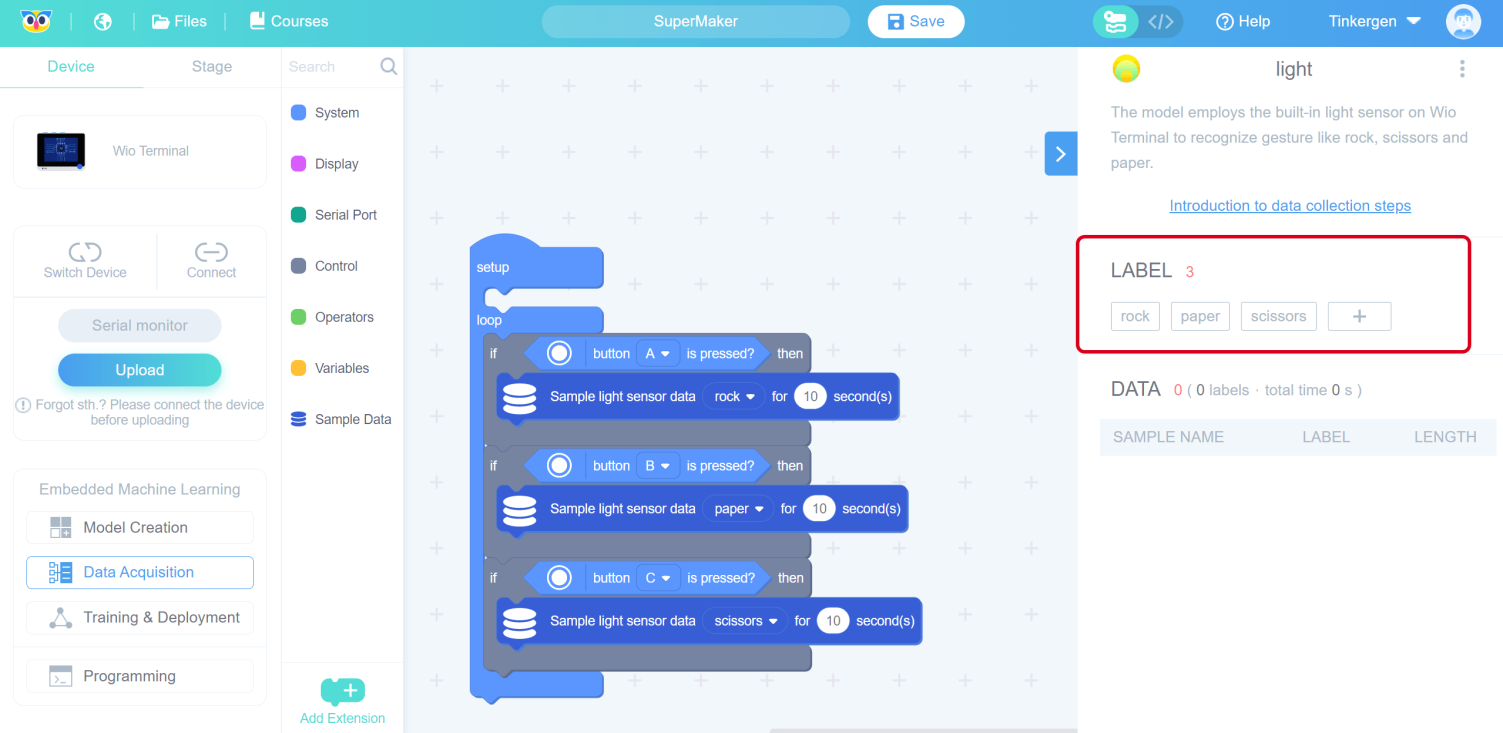 Files
Courses
SuperMaker
Save
</>
Help
Tinkergen
Device
Stage
Wio Terminal
Switch Device
Connect
Serial monitor
Upload
Forgot sth.? Please connect the device
before uploading
Embedded Machine Learning
Model Creation
Data Acquisition
Training & Deployment
Programming
Search
System
Display
Serial Port
Control
Operators
Variables
Sample Data
Add Extension
setup
loop
if button A is pressed? then
Sample light sensor data rock for 10 second(s)
if button B is pressed? then
Sample light sensor data paper for 10 second(s)
if button C is pressed? then
Sample light sensor data scissors for 10 second(s)
light
The model employs the built-in light sensor on Wio
Terminal to recognize gesture like rock, scissors and
paper.
Introduction to data collection steps
LABEL 3
rock paper scissors +
DATA 0 ( 0 labels · total time 0 s )
SAMPLE NAME LABEL LENGTH